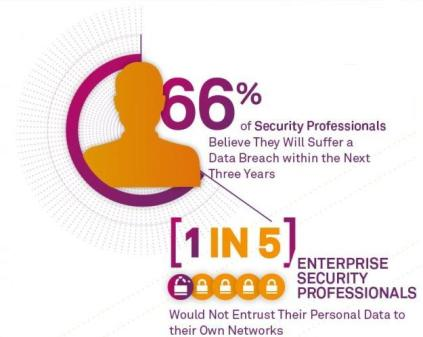 66%
of Security Professionals
Believe They Will Suffer a
Data Breach within the Next
Three Years
[1 IN 5]
ENTERPRISE
SECURITY
PROFESSIONALS
Would Not Entrust Their Personal Data to
their Own Networks